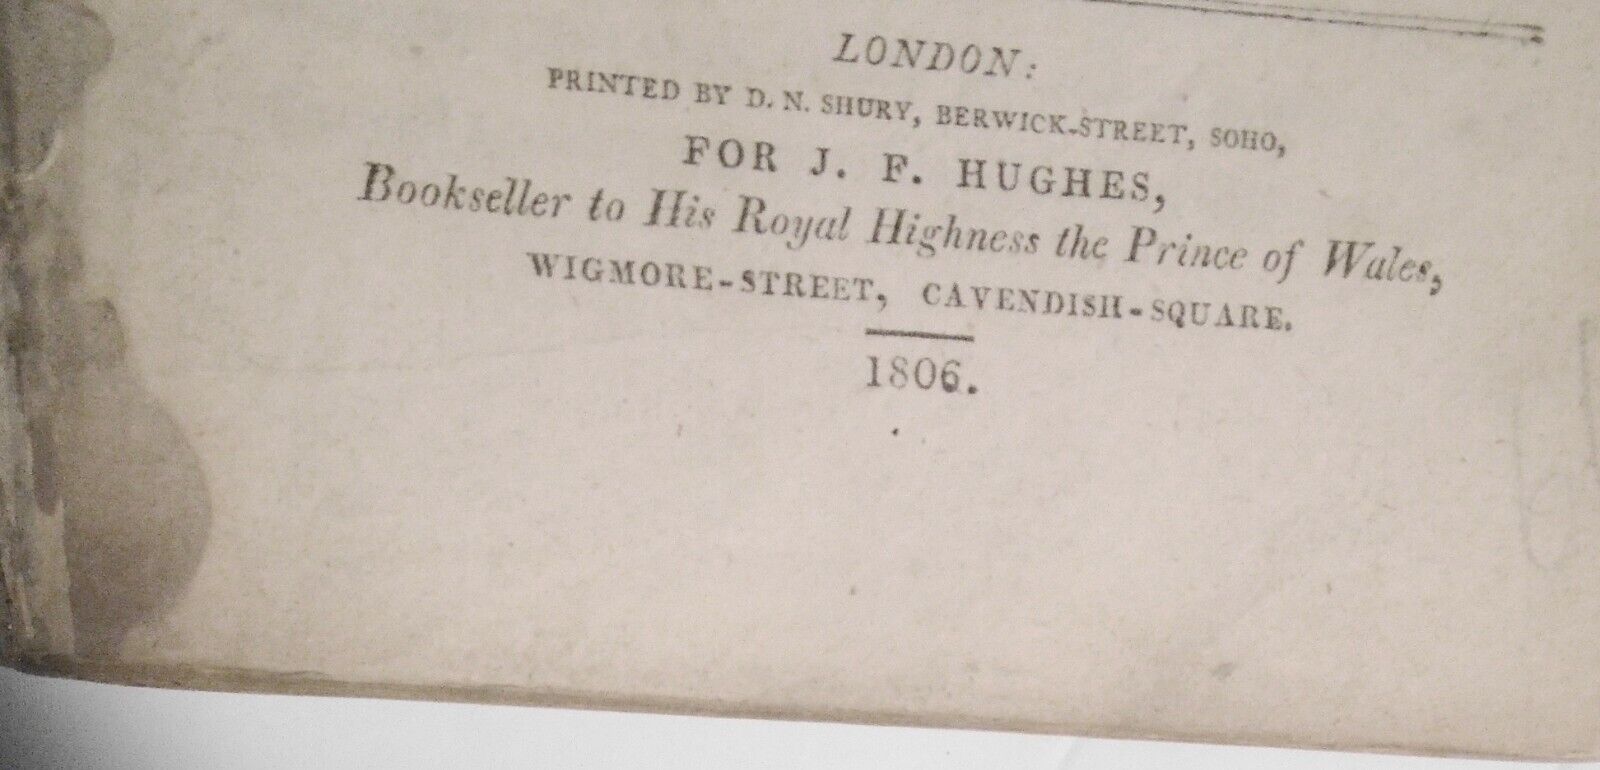 LONDON:
PRINTED BY D. N. SHURY, BERWICK-STREET, SOHO,
FOR J. F. HUGHES,
Bookseller to His Royal Highness the Prince of Wales,
WIGMORE-STREET, CAVENDISH-SQUARE.
1806.